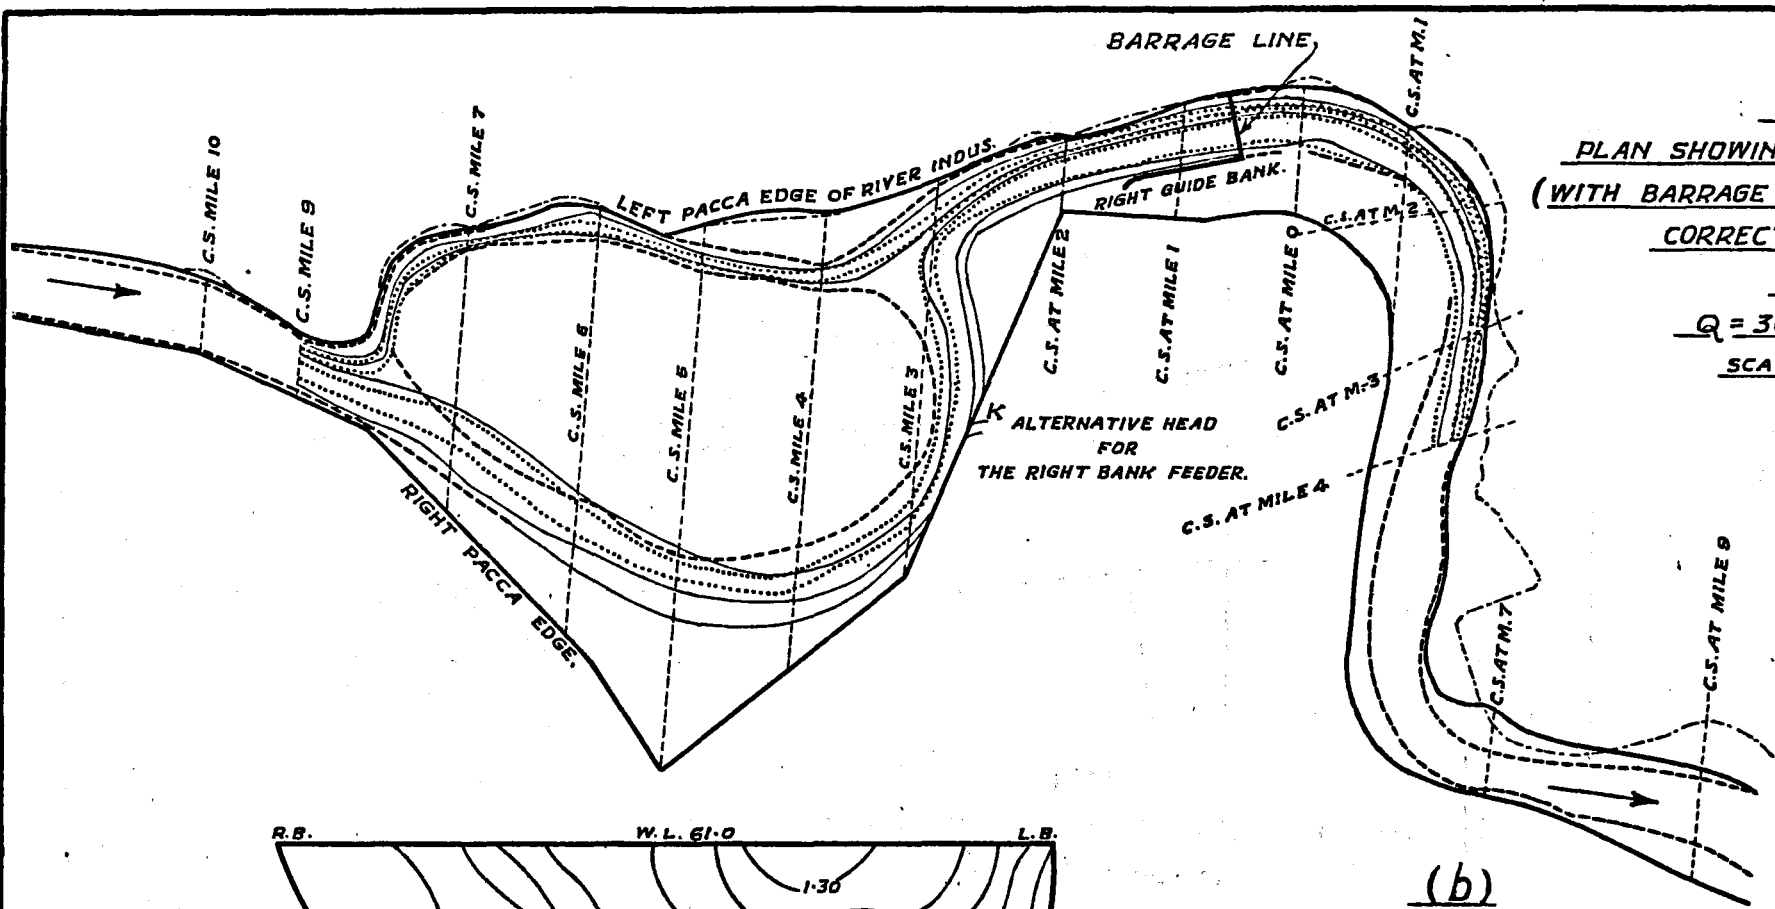 BARRAGE LINE,
C.S. AT M.1
C.S. MILE 10
C.S. MILE 9
C.S. MILE 7
LEFT PACCA EDGE OF RIVER INDUS.
RIGHT GUIDE BANK.
C.S. AT M. 2
PLAN SHOWIN
(WITH BARRAGE
CORRECT
Q = 3
SCA
C.S. MILE 6
C.S. MILE 5
C.S. MILE 4
C.S. MILE 3
C.S. AT MILE 2
C.S. AT MILE 1
C.S. AT MILE 0
C.S. AT M. 3
K
ALTERNATIVE HEAD
FOR
THE RIGHT BANK FEEDER.
C.S. AT MILE 4
RIGHT PACCA EDGE.
C.S. AT M. 7
C.S. AT MILE 9
R.B.
W.L. 61.0
L.B.
1.30
(b)